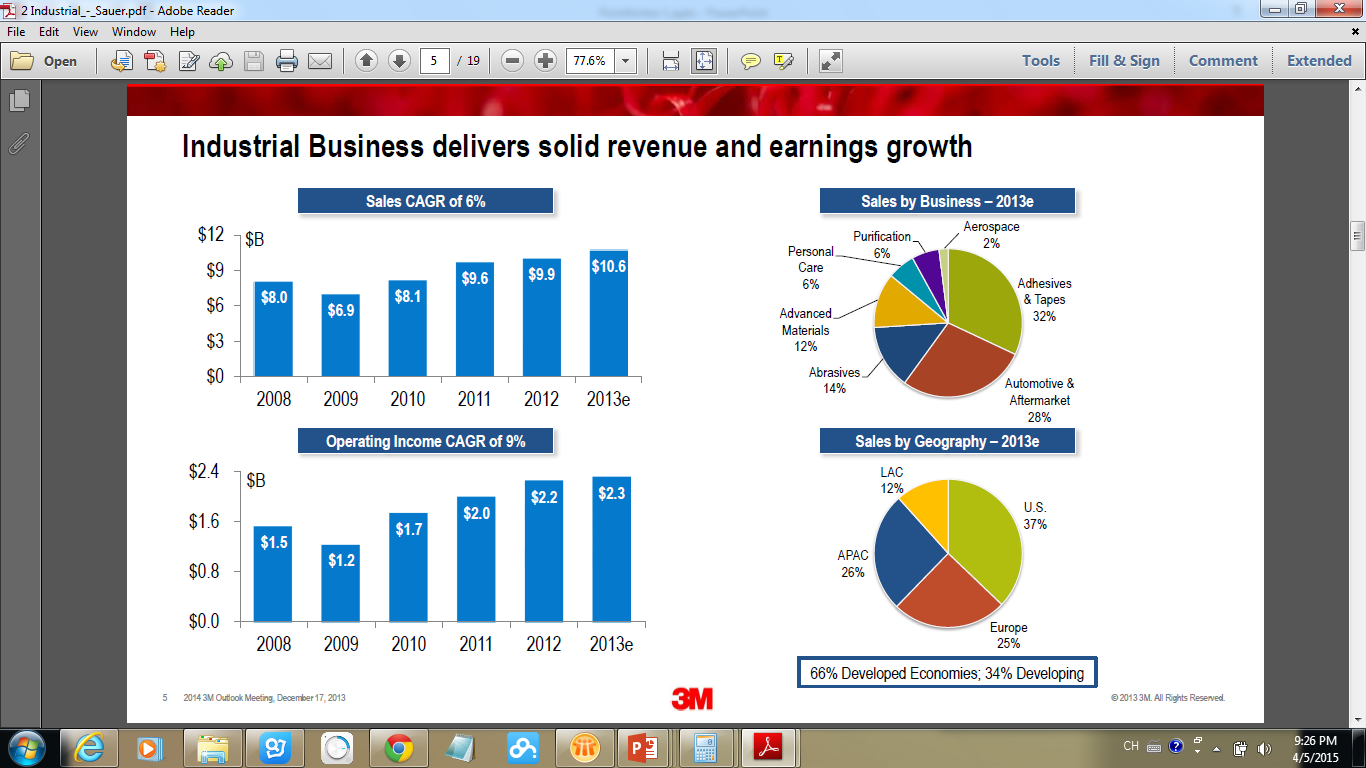 2 Industrial_-_Sauer.pdf - Adobe Reader
File Edit View Window Help
Open 5 / 19 77.6% Tools Fill & Sign Comment Extended
Industrial Business delivers solid revenue and earnings growth
Sales CAGR of 6%
$B
$12
$9
$6
$3
$0
$8.0 $6.9 $8.1 $9.6 $9.9 $10.6
2008 2009 2010 2011 2012 2013e
Sales by Business – 2013e
Aerospace
2%
Purification
6%
Personal
Care
6%
Advanced
Materials
12%
Abrasives
14%
Adhesives
& Tapes
32%
Automotive &
Aftermarket
28%
Operating Income CAGR of 9%
$B
$2.4
$1.6
$0.8
$0.0
$1.5 $1.2 $1.7 $2.0 $2.2 $2.3
2008 2009 2010 2011 2012 2013e
Sales by Geography – 2013e
LAC
12%
U.S.
37%
APAC
26%
Europe
25%
66% Developed Economies; 34% Developing
5 2014 3M Outlook Meeting, December 17, 2013
3M
© 2013 3M. All Rights Reserved.
CH
9:26 PM
4/5/2015